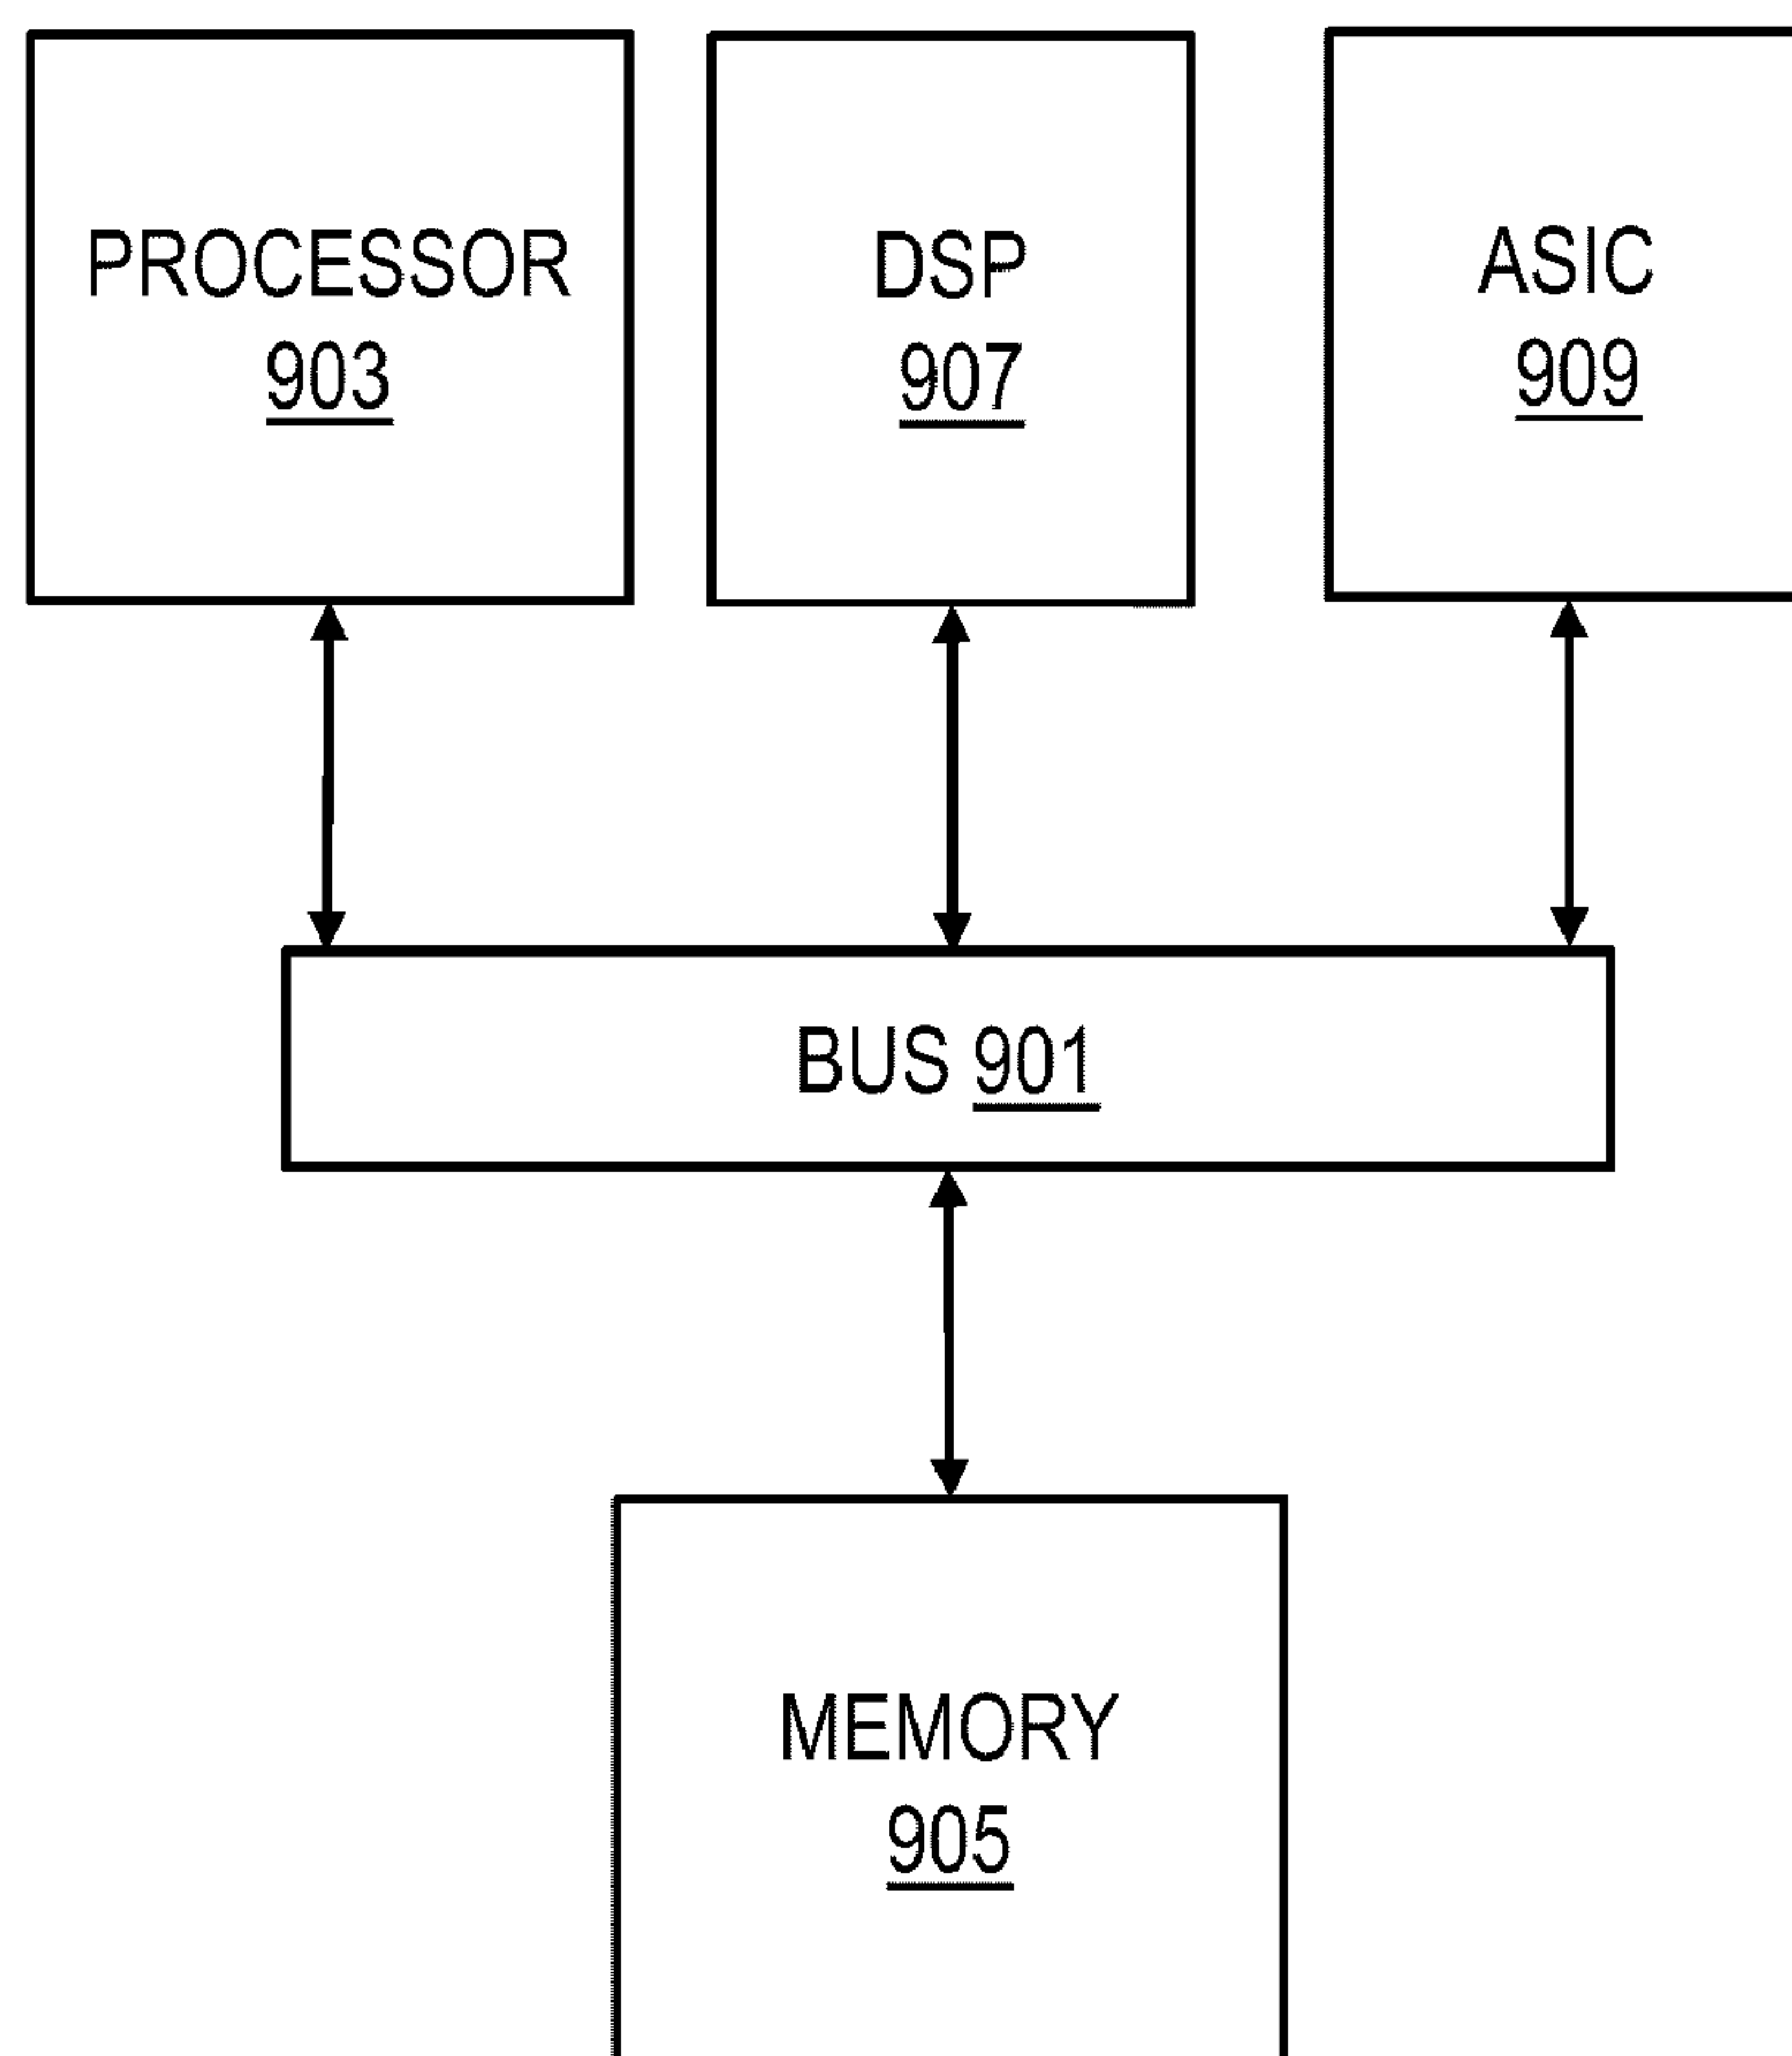 PROCESSOR
903
DSP
907
ASIC
909
BUS 901
MEMORY
905